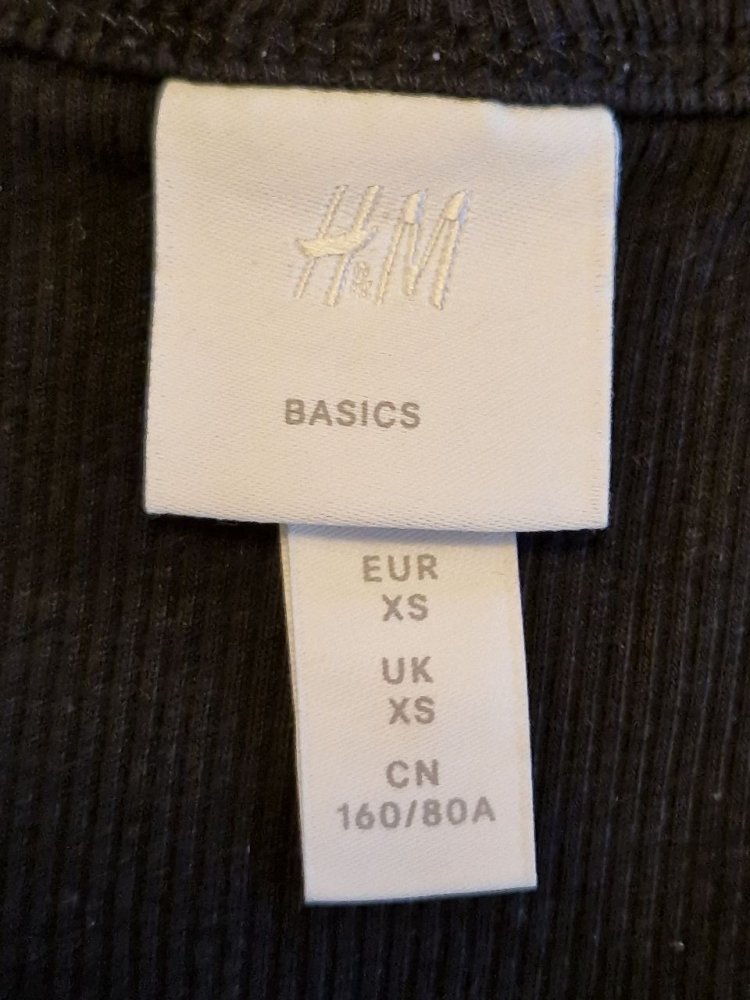 H&M
BASICS
EUR
XS
UK
XS
CN
160/80A